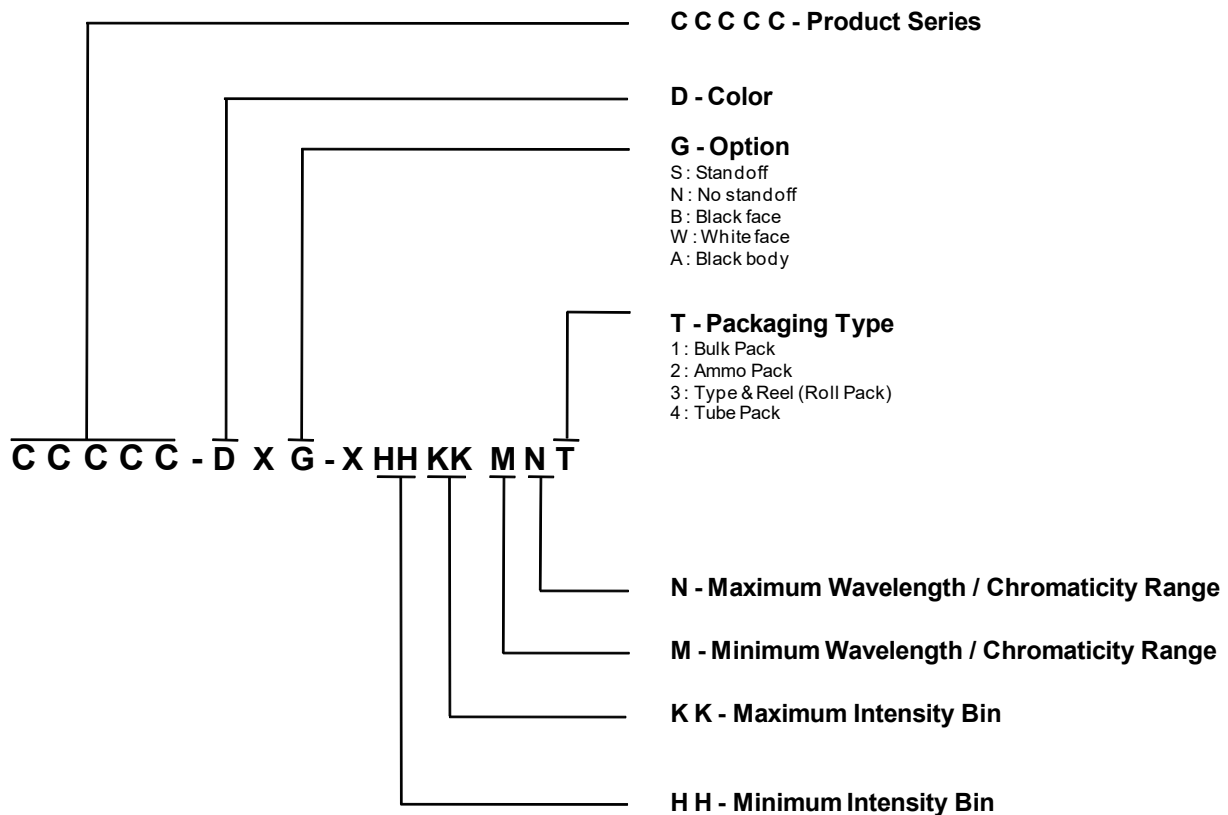 C C C C C - Product Series
D - Color
G - Option
S : Standoff
N : No standoff
B : Black face
W : White face
A : Black body
T - Packaging Type
1 : Bulk Pack
2 : Ammo Pack
3 : Type & Reel (Roll Pack)
4 : Tube Pack
C C C C C - D X G - X HH KK M N T
N - Maximum Wavelength / Chromaticity Range
M - Minimum Wavelength / Chromaticity Range
K K - Maximum Intensity Bin
H H - Minimum Intensity Bin